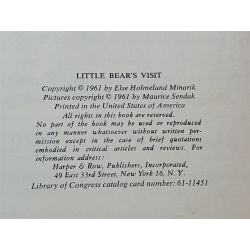 LITTLE BEAR'S VISIT
Copyright © 1961 by Else Holmelund Minarik
Pictures copyright © 1961 by Maurice Sendak
Printed in the United States of America
All rights in this book are reserved.
No part of the book may be used or reproduced
in any manner whatsoever without written per-
mission except in the case of brief quotations
embodied in critical articles and reviews. For
information address:
Harper & Row, Publishers, Incorporated,
49 East 33rd Street, New York 16, N. Y.
Library of Congress catalog card number: 61-11451